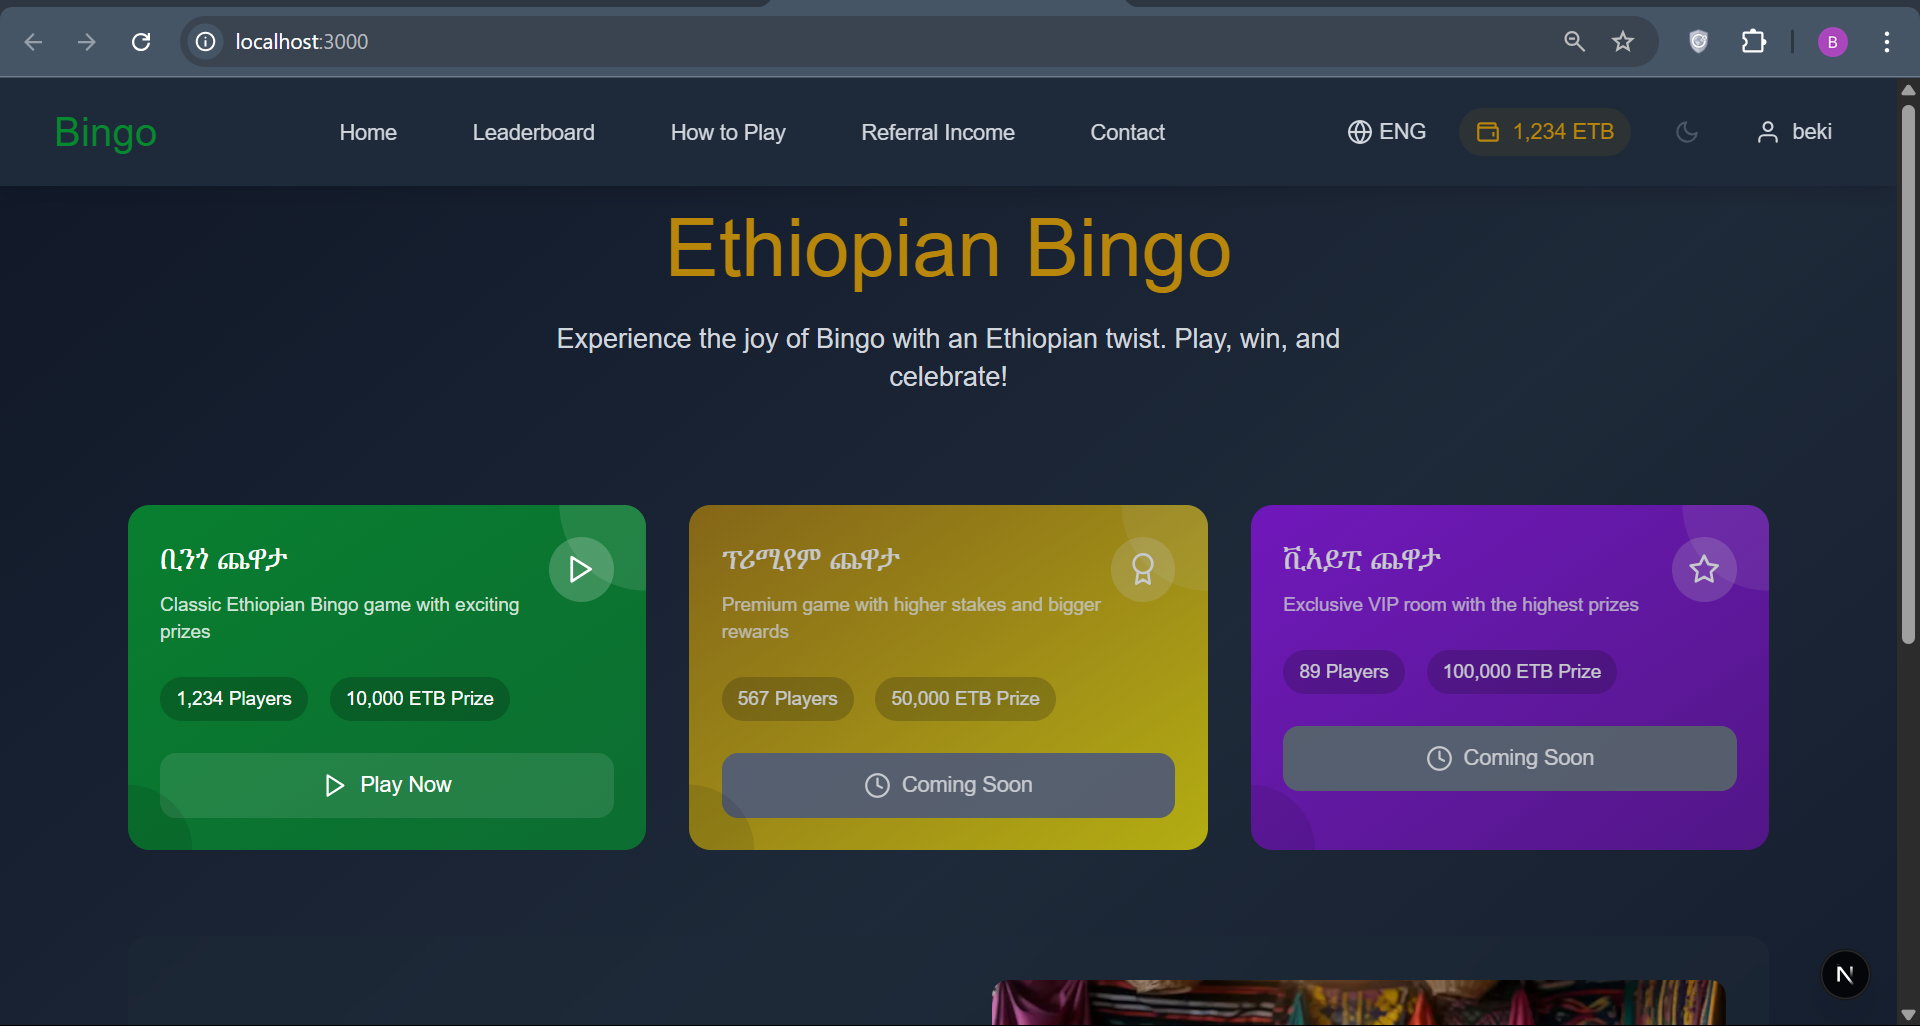 localhost:3000
B
Bingo
Home
Leaderboard
How to Play
Referral Income
Contact
ENG
1,234 ETB
beki
Ethiopian Bingo
Experience the joy of Bingo with an Ethiopian twist. Play, win, and
celebrate!
ቢንጎ ጨዋታ
Classic Ethiopian Bingo game with exciting
prizes
1,234 Players
10,000 ETB Prize
Play Now
ፕሪሚየም ጨዋታ
Premium game with higher stakes and bigger
rewards
567 Players
50,000 ETB Prize
Coming Soon
ቪአይፒ ጨዋታ
Exclusive VIP room with the highest prizes
89 Players
100,000 ETB Prize
Coming Soon
N